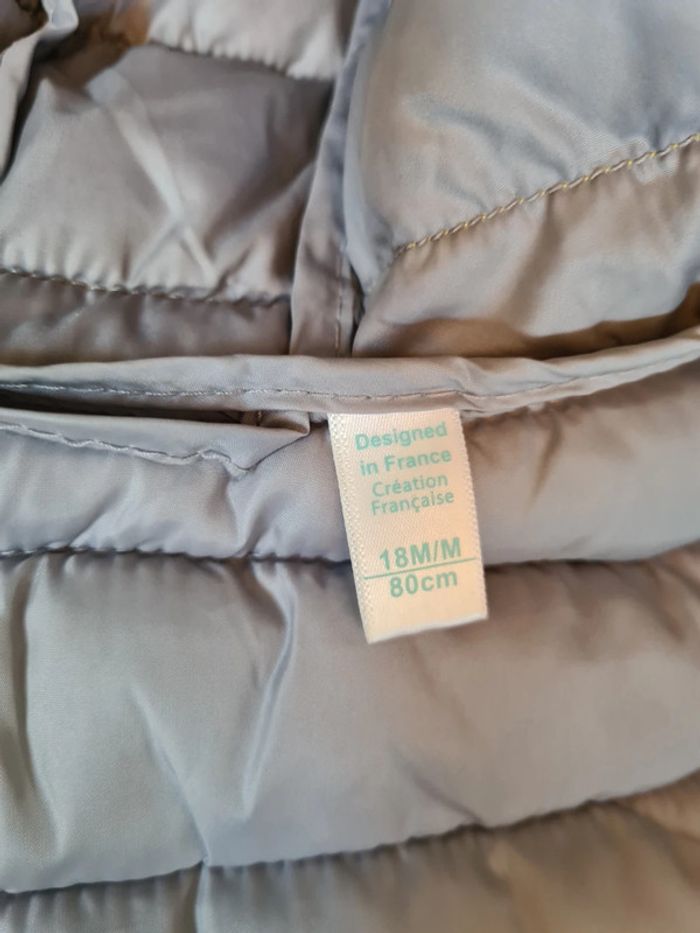 Designed
in France
Création
Française
18M/M
80cm